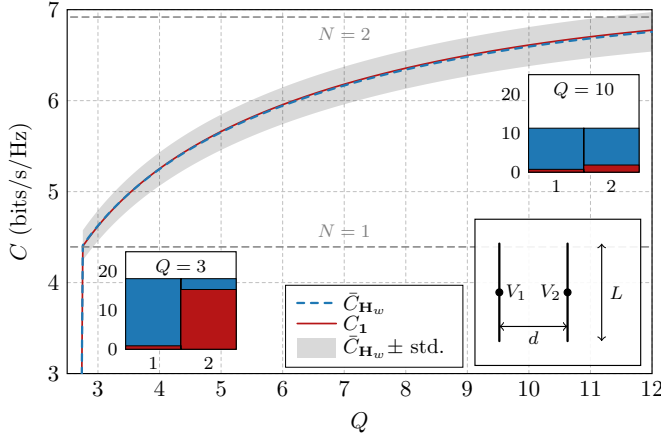 7
6
5
4
3
C (bits/s/Hz)
N = 2
N = 1
Q = 10
20
10
0
1 2
Q = 3
20
10
0
1 2
C̄_{H_w}
C_1
C̄_{H_w} ± std.
V_1 V_2 L
d
3 4 5 6 7 8 9 10 11 12
Q